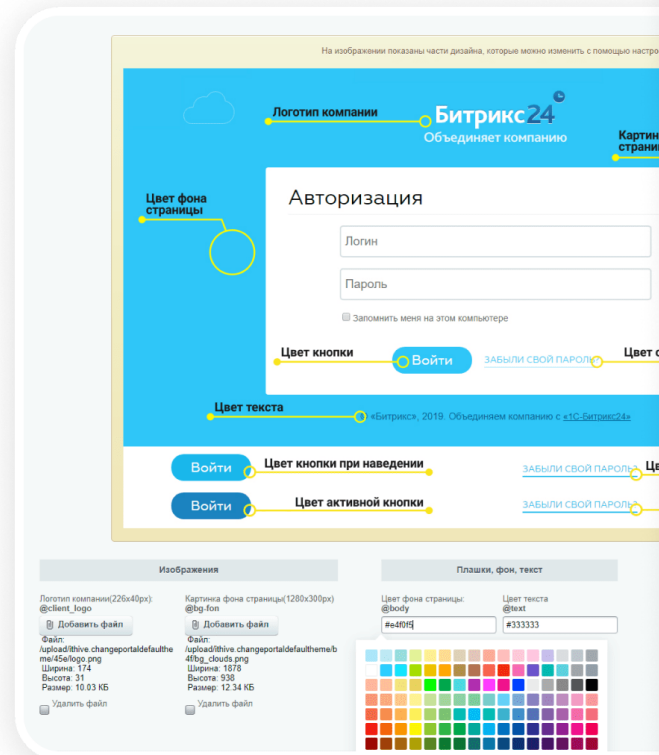 На изображении показаны части дизайна, которые можно изменить с помощью
Логотип компании
Битрикс 24
Объединяет компанию
Цвет фона
страницы
Авторизация
Логин
Пароль
Запомнить меня на этом компьютере
Цвет кнопки
Войти
ЗАБЫЛИ СВОЙ ПАРОЛЬ?
Цвет
Цвет текста
© «Битрикс», 2019. Объединяем компанию с «1С-Битрикс24»
Войти
Цвет кнопки при наведении
ЗАБЫЛИ СВОЙ ПАРОЛЬ?
Войти
Цвет активной кнопки
ЗАБЫЛИ СВОЙ ПАРОЛЬ?
Изображения
Плашки, фон, текст
Логотип компании(226x40px):
@client_logo
Добавить файл
Файл:
/upload/ithive.changeportaldefaultthe
me/45e/logo.png
Ширина: 174
Высота: 31
Размер: 10.03 КБ
Удалить файл
Картинка фона страницы(1280x300px)
@bg-fon
Добавить файл
Файл:
/upload/ithive.changeportaldefaulttheme/b
4f/bg_clouds.png
Ширина: 1878
Высота: 938
Размер: 12.34 КБ
Удалить файл
Цвет фона страницы:
@body
#e4f0f5
Цвет текста
@text
#333333